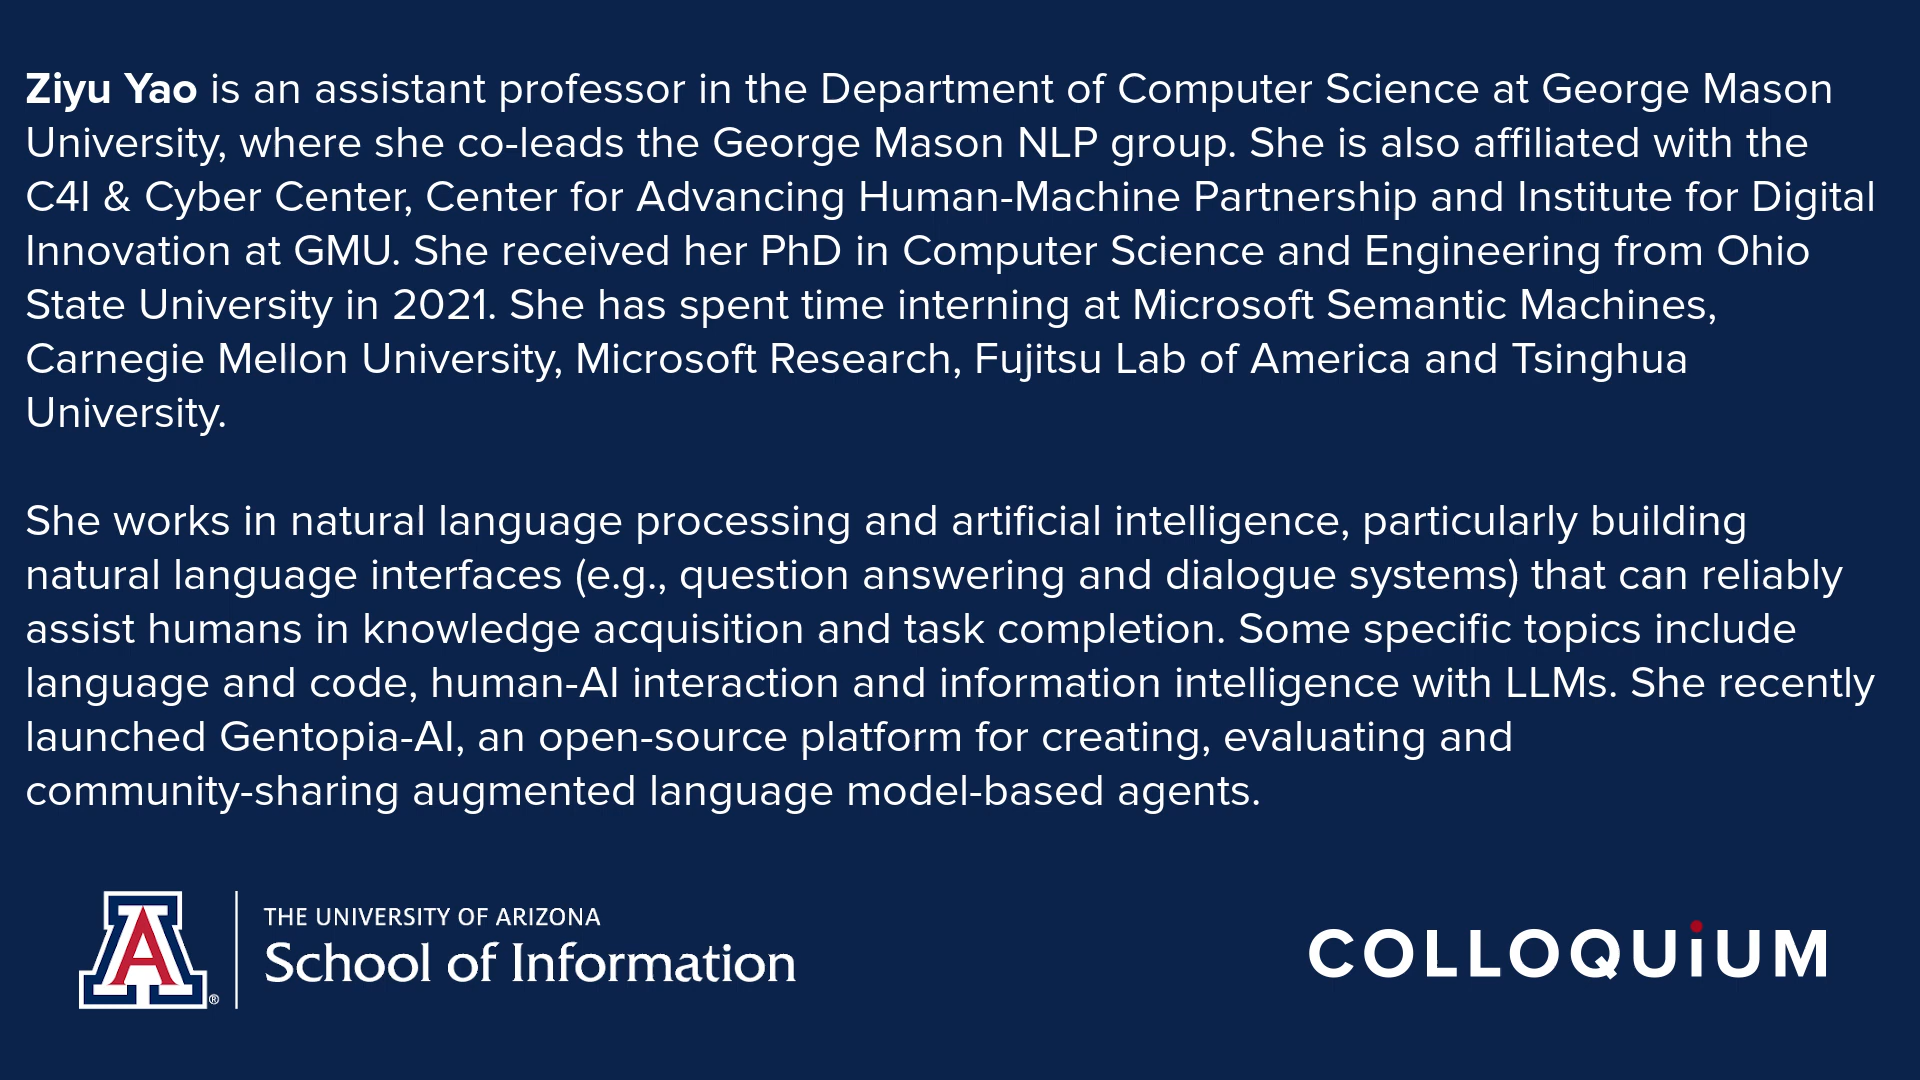 Ziyu Yao is an assistant professor in the Department of Computer Science at George Mason
University, where she co-leads the George Mason NLP group. She is also affiliated with the
C4I & Cyber Center, Center for Advancing Human-Machine Partnership and Institute for Digital
Innovation at GMU. She received her PhD in Computer Science and Engineering from Ohio
State University in 2021. She has spent time interning at Microsoft Semantic Machines,
Carnegie Mellon University, Microsoft Research, Fujitsu Lab of America and Tsinghua
University.
She works in natural language processing and artificial intelligence, particularly building
natural language interfaces (e.g., question answering and dialogue systems) that can reliably
assist humans in knowledge acquisition and task completion. Some specific topics include
language and code, human-AI interaction and information intelligence with LLMs. She recently
launched Gentopia-AI, an open-source platform for creating, evaluating and
community-sharing augmented language model-based agents.
A®
THE UNIVERSITY OF ARIZONA
School of Information
COLLOQUiUM